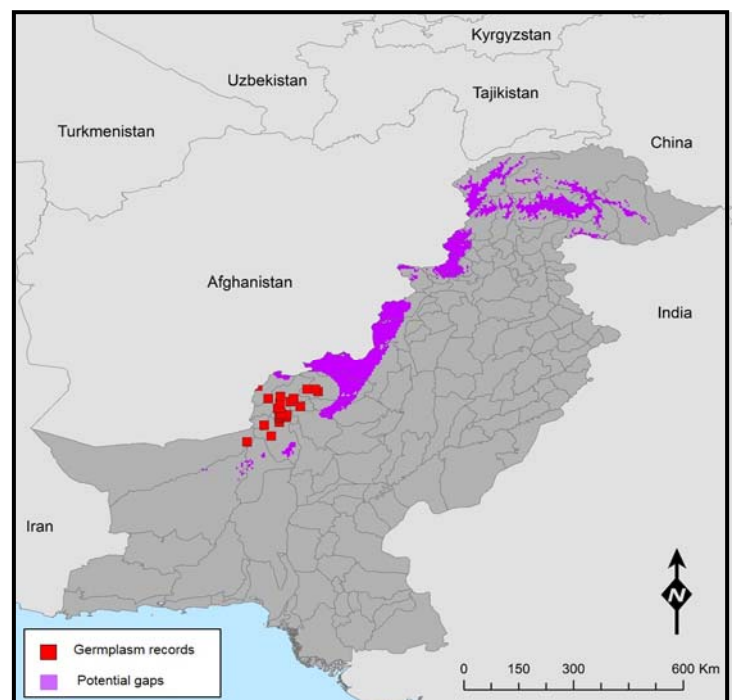 Kyrgyzstan
Uzbekistan
Tajikistan
Turkmenistan
China
Afghanistan
India
Iran
N
Germplasm records
Potential gaps
0 150 300 600 Km